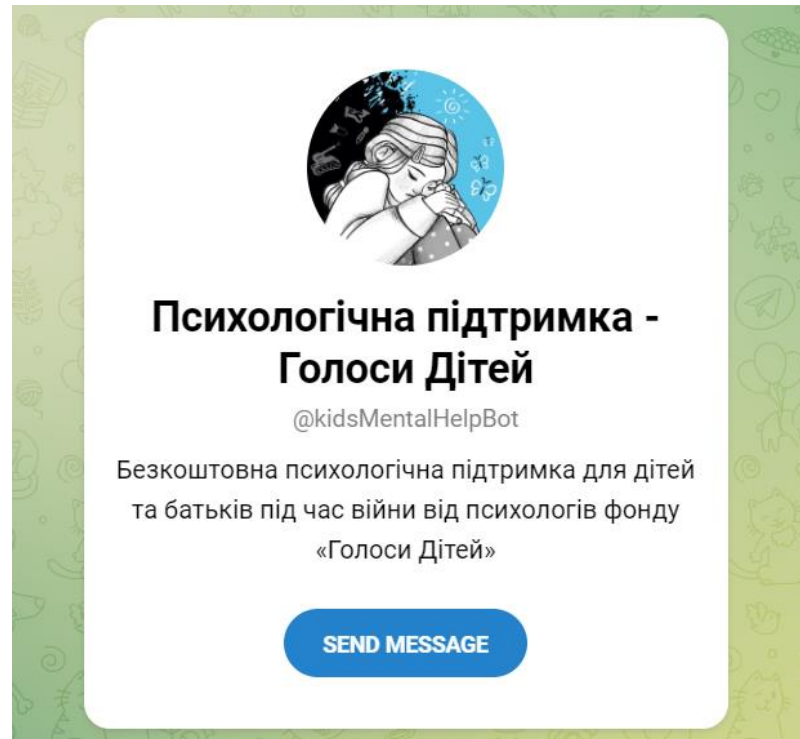 Психологічна підтримка -
Голоси Дітей
@kidsMentalHelpBot
Безкоштовна психологічна підтримка для дітей
та батьків під час війни від психологів фонду
«Голоси Дітей»
SEND MESSAGE